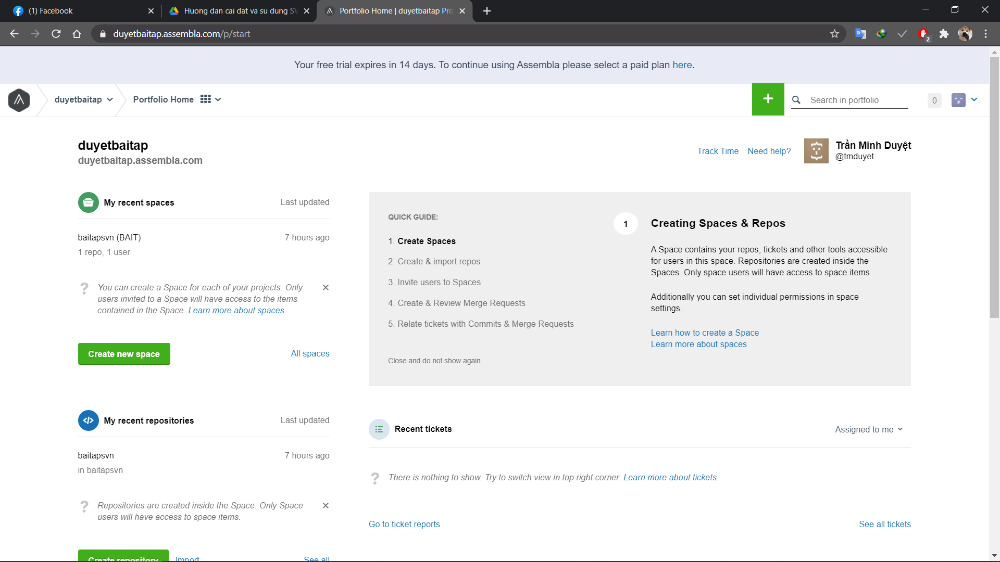 (1) Facebook
Huong dan cai dat va su dung SV
Portfolio Home | duyetbaitap Pro
duyetbaitap.assembla.com/p/start
2
Your free trial expires in 14 days. To continue using Assembla please select a paid plan here.
duyetbaitap
Portfolio Home
+
Search in portfolio
0
duyetbaitap
duyetbaitap.assembla.com
Track Time
Need help?
Trần Minh Duyệt
@tmduyet
My recent spaces
Last updated
baitapsvn (BAIT)
7 hours ago
1 repo, 1 user
? You can create a Space for each of your projects. Only
users invited to a Space will have access to the items
contained in the Space. Learn more about spaces.
Create new space
All spaces
QUICK GUIDE:
1. Create Spaces
2. Create & import repos
3. Invite users to Spaces
4. Create & Review Merge Requests
5. Relate tickets with Commits & Merge Requests
Close and do not show again
1
Creating Spaces & Repos
A Space contains your repos, tickets and other tools accessible
for users in this space. Repositories are created inside the
Spaces. Only space users will have access to space items.
Additionally you can set individual permissions in space
settings.
Learn how to create a Space
Learn more about spaces
My recent repositories
Last updated
baitapsvn
7 hours ago
in baitapsvn
? Repositories are created inside the Space. Only Space
users will have access to space items.
Create repository
Import
See all
Recent tickets
Assigned to me
? There is nothing to show. Try to switch view in top right corner. Learn more about tickets.
Go to ticket reports
See all tickets